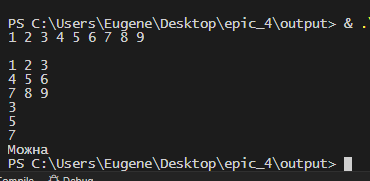 PS C:\Users\Eugene\Desktop\epic_4\output> & .\
1 2 3 4 5 6 7 8 9
1 2 3
4 5 6
7 8 9
3
5
7
Можна
PS C:\Users\Eugene\Desktop\epic_4\output>
Debug